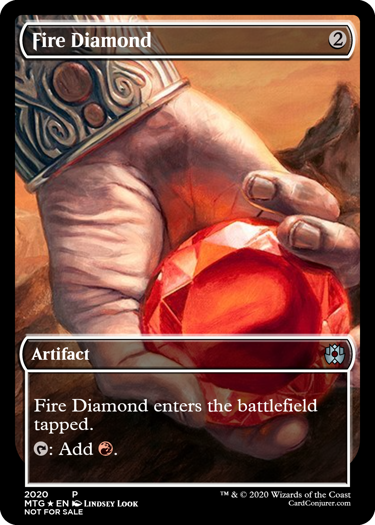 Fire Diamond 2
Artifact
Fire Diamond enters the battlefield
tapped.
: Add .
2020 P
MTG ★ EN Lindsey Look
NOT FOR SALE
™ & © 2020 Wizards of the Coast
CardConjurer.com